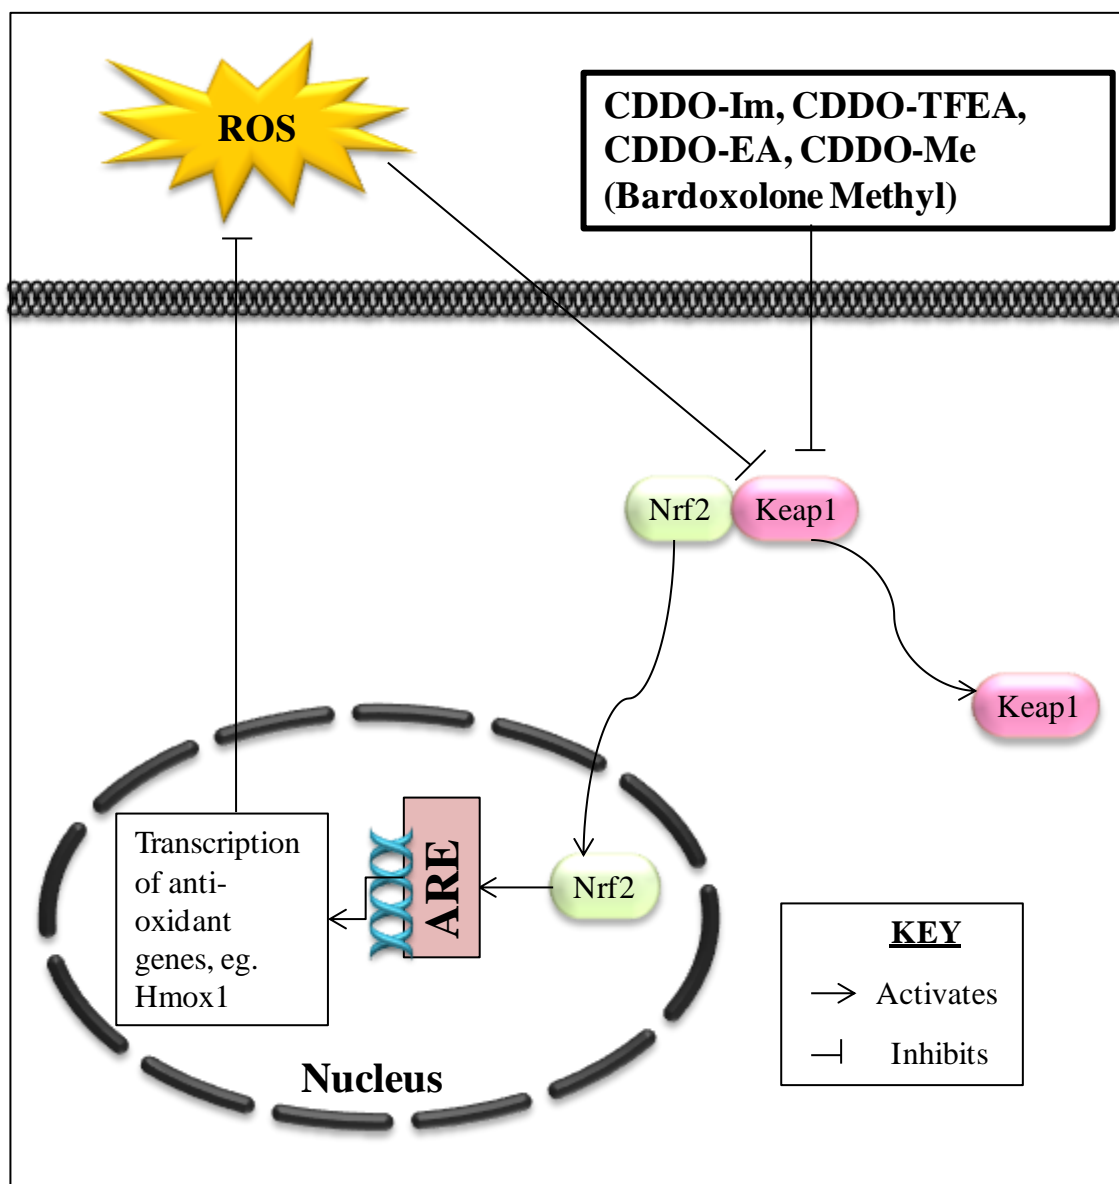 ROS
CDDO-Im, CDDO-TFEA,
CDDO-EA, CDDO-Me
(Bardoxolone Methyl)
Nrf2
Keap1
Keap1
Transcription
of anti-
oxidant
genes, eg.
Hmox1
ARE
Nrf2
Nucleus
KEY
Activates
Inhibits